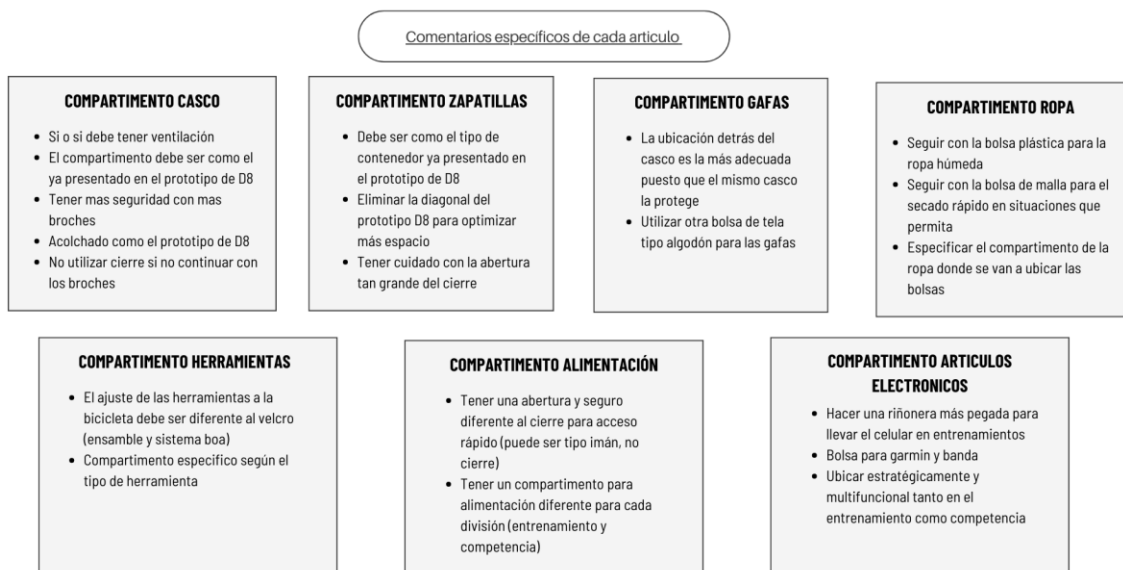 Comentarios específicos de cada articulo
COMPARTIMENTO CASCO
Si o si debe tener ventilación
El compartimento debe ser como el
ya presentado en el prototipo de D8
Tener mas seguridad con mas
broches
Acolchado como el prototipo de D8
No utilizar cierre si no continuar con
los broches
COMPARTIMENTO ZAPATILLAS
Debe ser como el tipo de
contenedor ya presentado en
el prototipo de D8
Eliminar la diagonal del
prototipo D8 para optimizar
más espacio
Tener cuidado con la abertura
tan grande del cierre
COMPARTIMENTO GAFAS
La ubicación detrás del
casco es la más adecuada
puesto que el mismo casco
la protege
Utilizar otra bolsa de tela
tipo algodón para las gafas
COMPARTIMENTO ROPA
Seguir con la bolsa plástica para la
ropa húmeda
Seguir con la bolsa de malla para el
secado rápido en situaciones que
permita
Especificar el compartimento de la
ropa donde se van a ubicar las
bolsas
COMPARTIMENTO HERRAMIENTAS
El ajuste de las herramientas a la
bicicleta debe ser diferente al velcro
(ensamble y sistema boa)
Compartimento especifico según el
tipo de herramienta
COMPARTIMENTO ALIMENTACIÓN
Tener una abertura y seguro
diferente al cierre para acceso
rápido (puede ser tipo imán, no
cierre)
Tener un compartimento para
alimentación diferente para cada
división (entrenamiento y
competencia)
COMPARTIMENTO ARTICULOS
ELECTRONICOS
Hacer una riñonera más pegada para
llevar el celular en entrenamientos
Bolsa para garmin y banda
Ubicar estratégicamente y
multifuncional tanto en el
entrenamiento como competencia